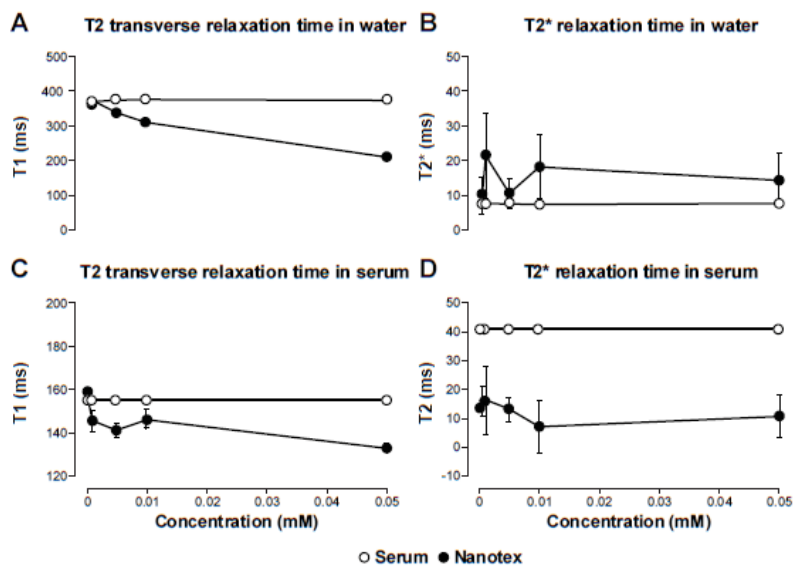 A T2 transverse relaxation time in water
500
400
300
200
300
0
T1 (ms)
B T2* relaxation time in water
50
40
30
20
10
0
T2* (ms)
C T2 transverse relaxation time in serum
200
180
160
140
120
T1 (ms)
0 0.01 0.02 0.03 0.04 0.05
Concentration (mM)
D T2* relaxation time in serum
50
40
30
20
10
0
-10
T2 (ms)
0 0.01 0.02 0.03 0.04 0.05
Concentration (mM)
Serum Nanotex